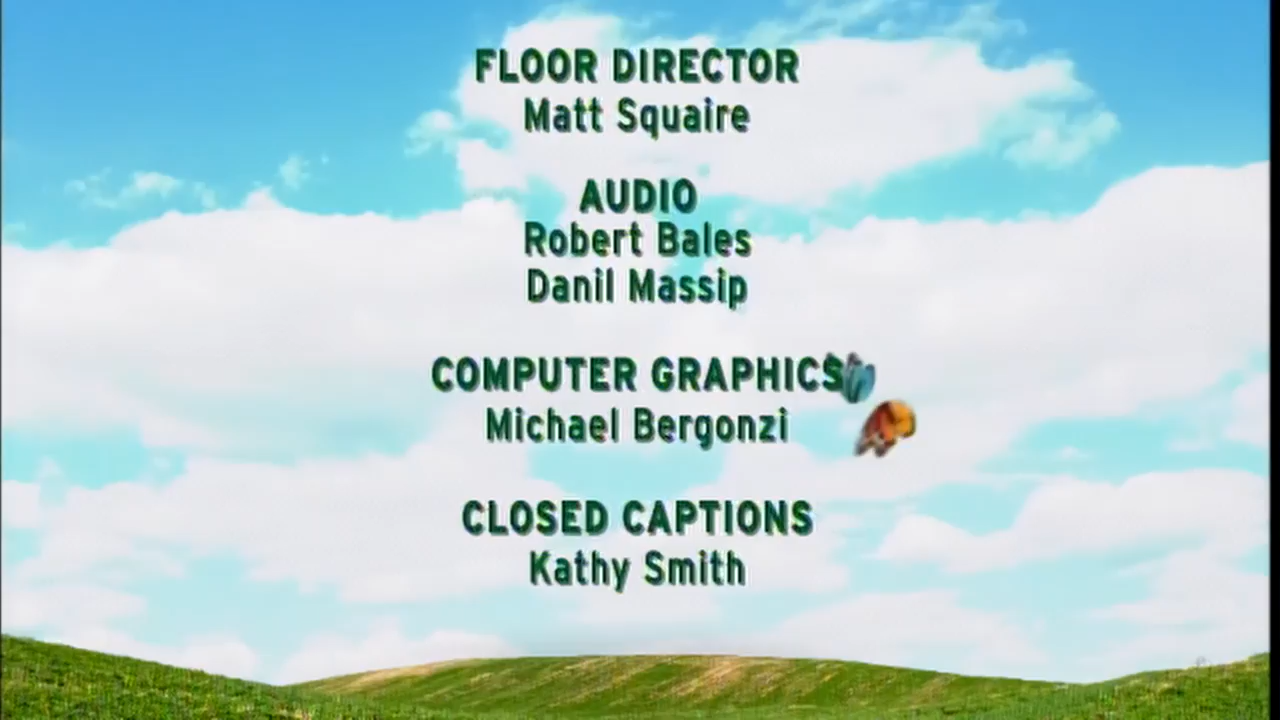 FLOOR DIRECTOR
Matt Squaire
AUDIO
Robert Bales
Danil Massip
COMPUTER GRAPHICS
Michael Bergonzi
CLOSED CAPTIONS
Kathy Smith